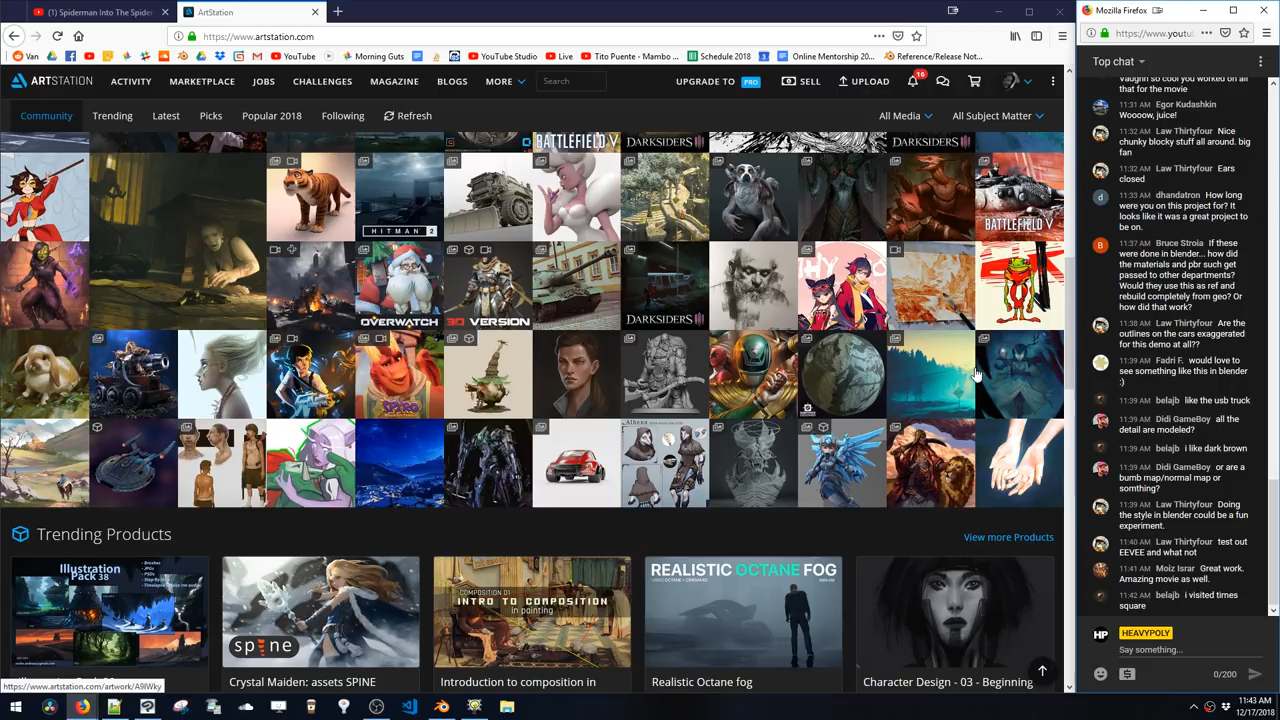 (1) Spiderman Into The Spider
ArtStation
https://www.artstation.com
Van
YouTube
Morning Guts
YouTube Studio
Live
Tito Puente - Mambo ...
Schedule 2018
Online Mentorship 20...
Reference/Release Not...
ARTSTATION
ACTIVITY
MARKETPLACE
JOBS
CHALLENGES
MAGAZINE
BLOGS
MORE
Search
UPGRADE TO PRO
SELL
UPLOAD
16
Community
Trending
Latest
Picks
Popular 2018
Following
Refresh
All Media
All Subject Matter
BATTLEFIELD V
DARKSIDERS
DARKSIDERS
HITMAN 2
BATTLEFIELD V
OVERWATCH
3D VERSION
DARKSIDERS
SPYRO
Trending Products
View more Products
Illustration
Pack 38
spine
COMPOSITION 01
INTRO TO COMPOSITION
in painting
REALISTIC OCTANE FOG
Crystal Maiden: assets SPINE
Introduction to composition in
Realistic Octane fog
Character Design - 03 - Beginning
https://www.artstation.com/artwork/A9lWky
Mozilla Firefox
https://www.youtu
Top chat
Vaughn so cool you worked on all
that for the movie
11:31 AM Egor Kudashkin
Wooow, juice!
11:32 AM Law Thirtyfour Nice
chunky blocky stuff all around. big
fan
11:32 AM Law Thirtyfour Ears
closed
11:33 AM dhandatron How long
were you on this project for? It
looks like it was a great project to
be on.
11:37 AM Bruce Stroia If these
were done in blender... how did
the materials and pbr such get
passed to other departments?
Would they use this as ref and
rebuild completely from geo? Or
how did that work?
11:38 AM Law Thirtyfour Are the
outlines on the cars exaggerated
for this demo at all??
11:39 AM Fadri F. would love to
see something like this in blender
:)
11:39 AM belajb like the usb truck
11:39 AM Didi GameBoy all the
detail are modeled?
11:39 AM belajb i like dark brown
11:39 AM Didi GameBoy or are a
bumb map/normal map or
somthing?
11:39 AM Law Thirtyfour Doing
the style in blender could be a fun
experiment.
11:40 AM Law Thirtyfour test out
EEVEE and what not
11:41 AM Moiz Israr Great work.
Amazing movie as well.
11:42 AM belajb i visited times
square
HP
HEAVYPOLY
Say something...
0/200
11:43 AM
12/17/2018